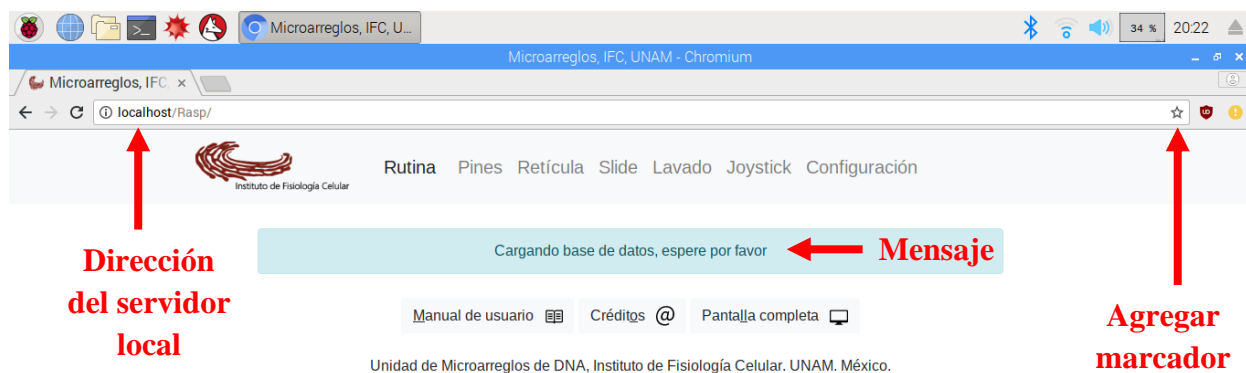 Microarreglos, IFC, U...
34 %
20:22
Microarreglos, IFC, UNAM - Chromium
Microarreglos, IFC,
localhost/Rasp/
Instituto de Fisiología Celular
Rutina Pines Retícula Slide Lavado Joystick Configuración
Cargando base de datos, espere por favor
Mensaje
Dirección
del servidor
local
Manual de usuario
Créditos @
Pantalla completa
Agregar
marcador
Unidad de Microarreglos de DNA, Instituto de Fisiología Celular. UNAM. México.